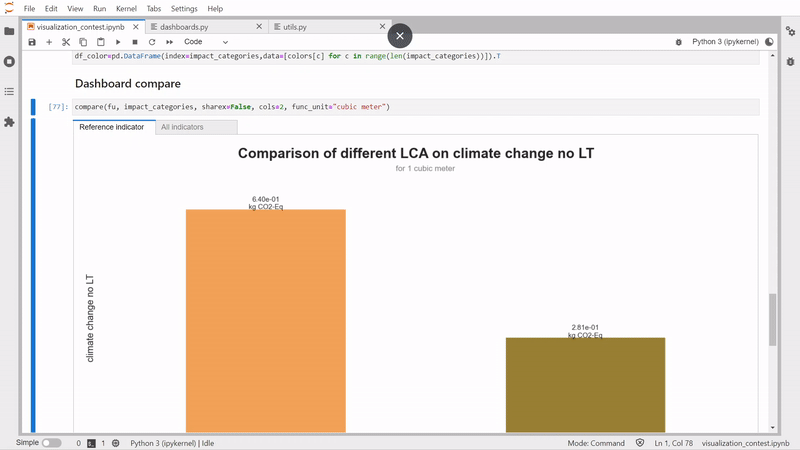 File Edit View Run Kernel Tabs Settings Help
visualization_contest.ipynb
dashboards.py
utils.py
Code
Python 3 (ipykernel)
df_color=pd.DataFrame(index=impact_categories,data=[colors[c] for c in range(len(impact_categories))]).T
Dashboard compare
[77]: compare(fu, impact_categories, sharex=False, cols=2, func_unit="cubic meter")
Reference indicator
All indicators
Comparison of different LCA on climate change no LT
for 1 cubic meter
6.40e-01
kg CO2-Eq
2.81e-01
kg CO2-Eq
climate change no LT
Simple 0 1 Python 3 (ipykernel) | Idle Mode: Command Ln 1, Col 78 visualization_contest.ipynb